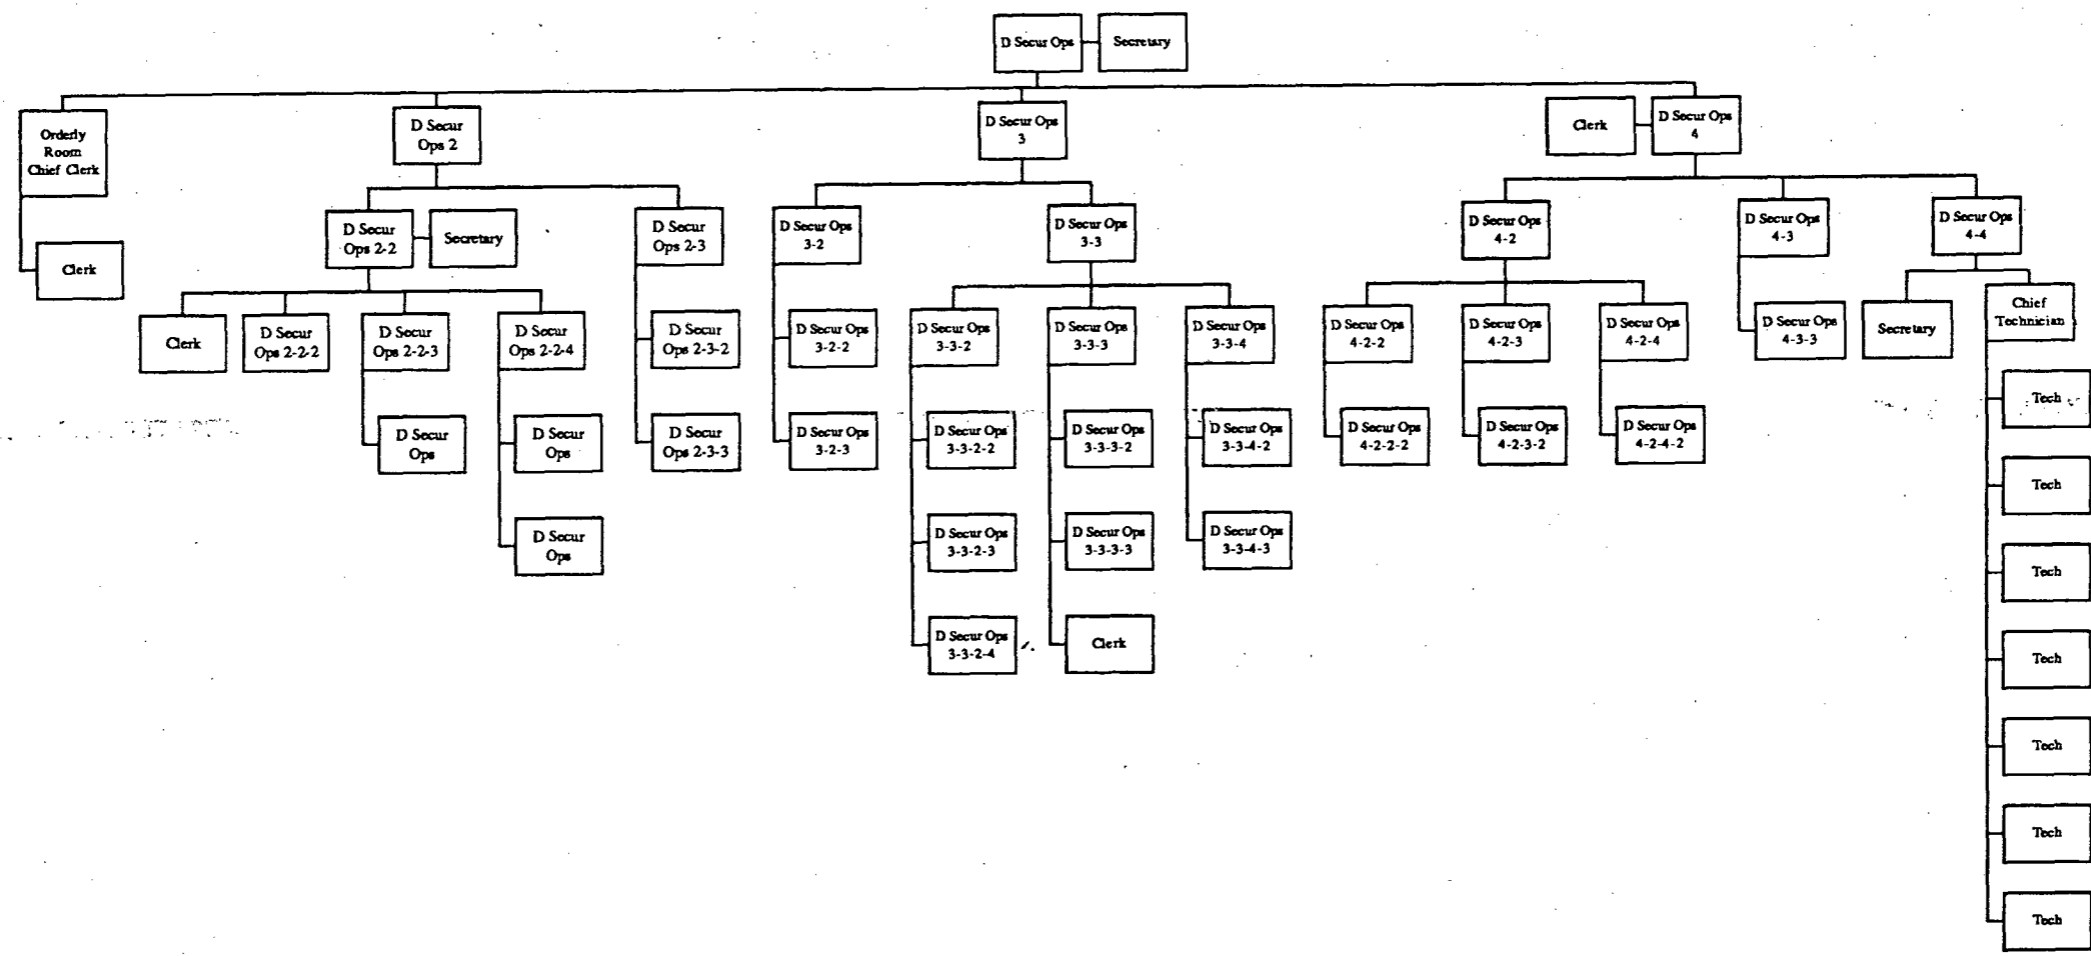 D Secur Ops
Secretary
Orderly
Room
Chief Clerk
D Secur
Ops 2
D Secur Ops
3
Clerk
D Secur Ops
4
Clerk
D Secur
Ops 2-2
Secretary
D Secur
Ops 2-3
D Secur Ops
3-2
D Secur Ops
3-3
D Secur Ops
4-2
D Secur Ops
4-3
D Secur Ops
4-4
Clerk
D Secur
Ops 2-2-2
D Secur
Ops 2-2-3
D Secur
Ops 2-2-4
D Secur
Ops 2-3-2
D Secur Ops
3-2-2
D Secur Ops
3-3-2
D Secur Ops
3-3-3
D Secur Ops
3-3-4
D Secur Ops
4-2-2
D Secur Ops
4-2-3
D Secur Ops
4-2-4
D Secur Ops
4-3-3
Secretary
Chief
Technician
D Secur
Ops
D Secur
Ops
D Secur
Ops 2-3-3
D Secur Ops
3-2-3
D Secur Ops
3-3-2-2
D Secur Ops
3-3-3-2
D Secur Ops
3-3-4-2
D Secur Ops
4-2-2-2
D Secur Ops
4-2-3-2
D Secur Ops
4-2-4-2
Tech
D Secur
Ops
D Secur Ops
3-3-2-3
D Secur Ops
3-3-3-3
D Secur Ops
3-3-4-3
Tech
Tech
D Secur Ops
3-3-2-4
Clerk
Tech
Tech
Tech
Tech